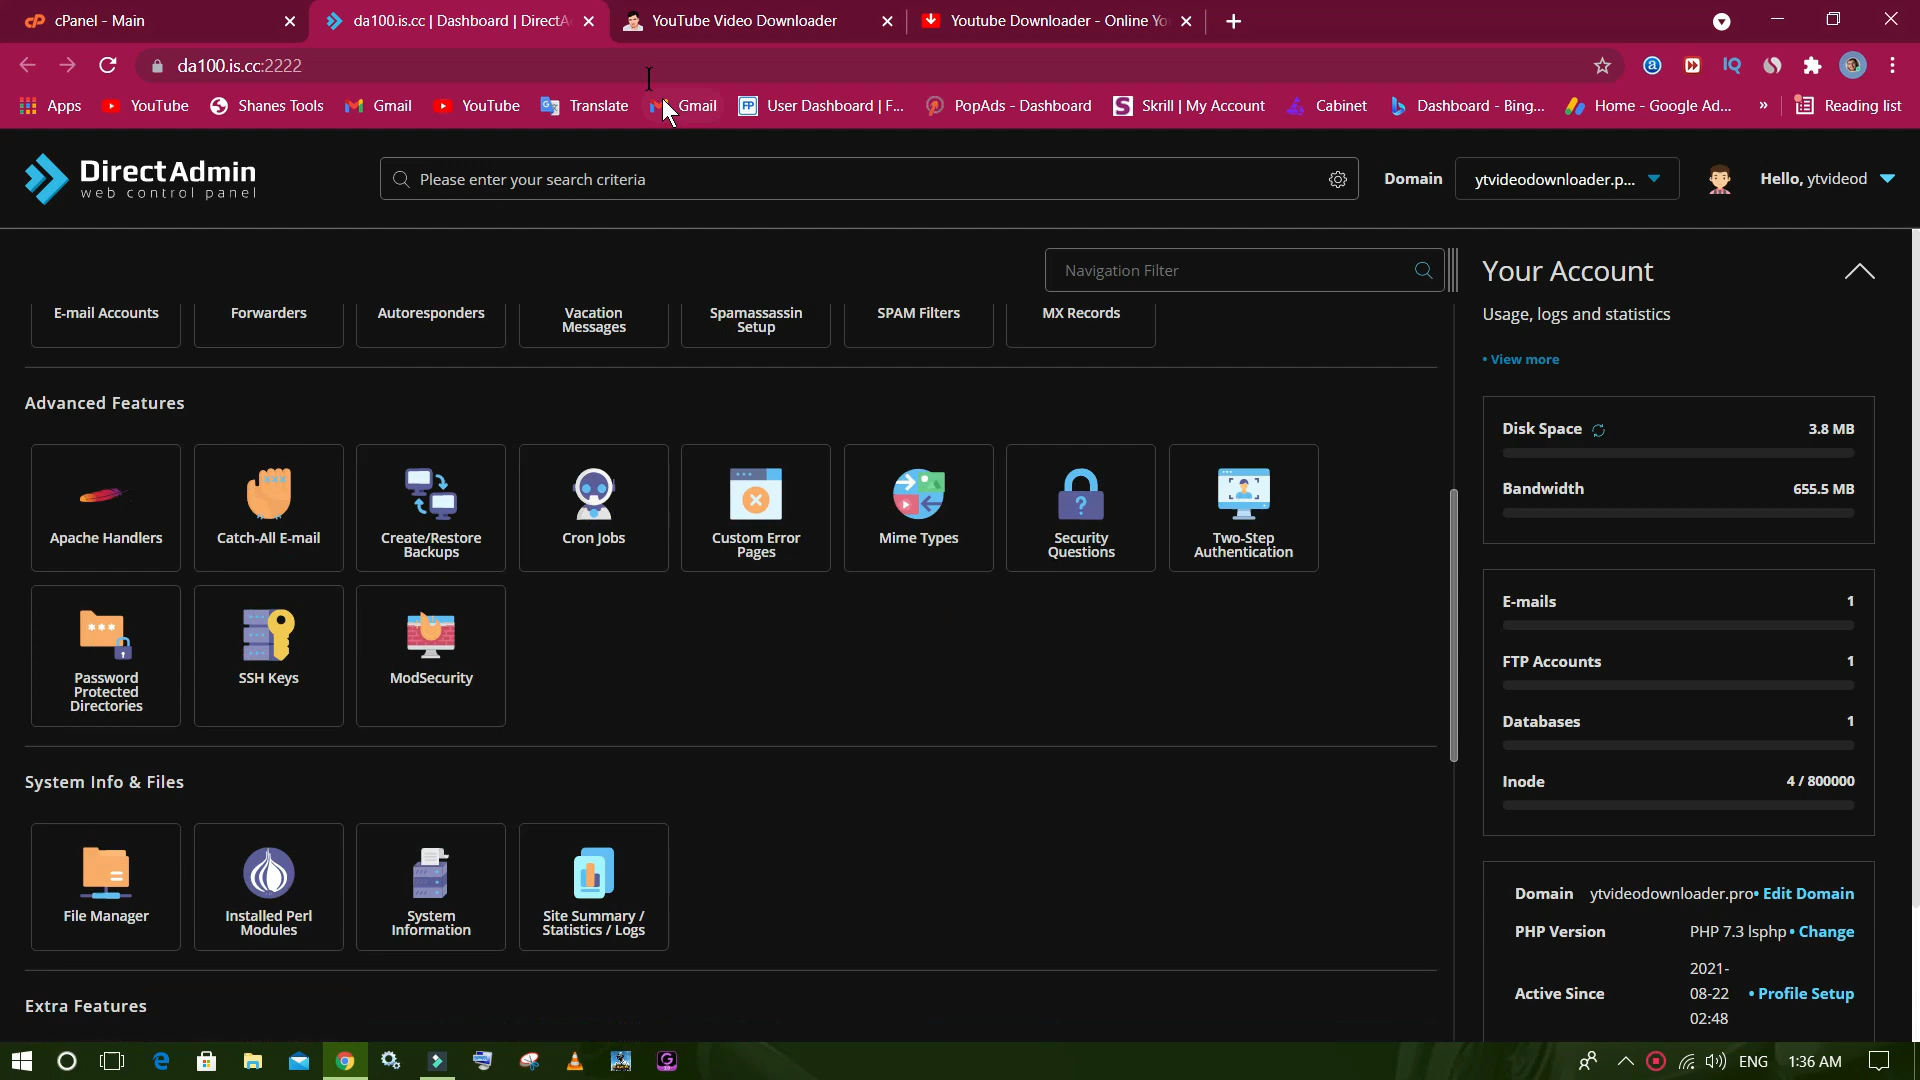 cPanel - Main
da100.is.cc | Dashboard | DirectA
YouTube Video Downloader
Youtube Downloader - Online Yo
da100.is.cc:2222
Apps
YouTube
Shanes Tools
Gmail
YouTube
Translate
Gmail
User Dashboard | F...
PopAds - Dashboard
Skrill | My Account
Cabinet
Dashboard - Bing...
Home - Google Ad...
»
Reading list
DirectAdmin
web control panel
Please enter your search criteria
Domain
ytvideodownloader.p...
Hello, ytvideod
Navigation Filter
E-mail Accounts
Forwarders
Autoresponders
Vacation
Messages
Spamassassin
Setup
SPAM Filters
MX Records
Advanced Features
Apache Handlers
Catch-All E-mail
Create/Restore
Backups
Cron Jobs
Custom Error
Pages
Mime Types
Security
Questions
Two-Step
Authentication
Password
Protected
Directories
SSH Keys
ModSecurity
System Info & Files
File Manager
Installed Perl
Modules
System
Information
Site Summary /
Statistics / Logs
Extra Features
Your Account
Usage, logs and statistics
• View more
Disk Space 3.8 MB
Bandwidth 655.5 MB
E-mails 1
FTP Accounts 1
Databases 1
Inode 4 / 800000
Domain ytvideodownloader.pro • Edit Domain
PHP Version PHP 7.3 lsphp • Change
Active Since 2021-
08-22 • Profile Setup
02:48
ENG 1:36 AM